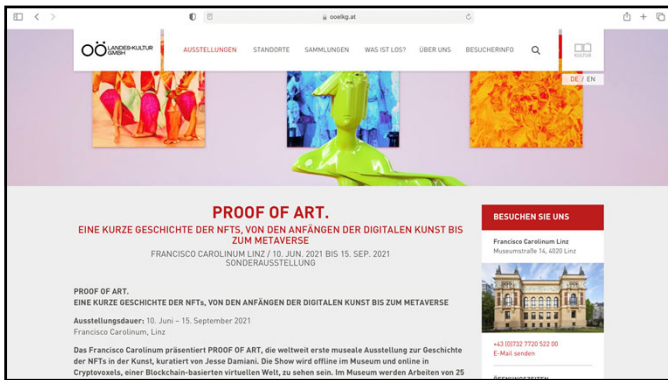 ooelkg.at
OÖ LANDES-KULTUR GMBH
AUSSTELLUNGEN STANDORTE SAMMLUNGEN WAS IST LOS? ÜBER UNS BESUCHERINFO
KULTUR
DE / EN
PROOF OF ART.
EINE KURZE GESCHICHTE DER NFTS, VON DEN ANFÄNGEN DER DIGITALEN KUNST BIS
ZUM METAVERSE
FRANCISCO CAROLINUM LINZ / 10. JUN. 2021 BIS 15. SEP. 2021
SONDERAUSSTELLUNG
PROOF OF ART.
EINE KURZE GESCHICHTE DER NFTs, VON DEN ANFÄNGEN DER DIGITALEN KUNST BIS ZUM METAVERSE
Ausstellungsdauer: 10. Juni – 15. September 2021
Francisco Carolinum, Linz
Das Francisco Carolinum präsentiert PROOF OF ART, die weltweit erste museale Ausstellung zur Geschichte
der NFTs in der Kunst, kuratiert von Jesse Damiani. Die Show wird offline im Museum und online in
Cryptovoxels, einer Blockchain-basierten virtuellen Welt, zu sehen sein. Im Museum werden Arbeiten von 25
BESUCHEN SIE UNS
Francisco Carolinum Linz
Museumstraße 14, 4020 Linz
+43 (0)732 7720 522 00
E-Mail senden
ÖFFNUNGSZEITEN